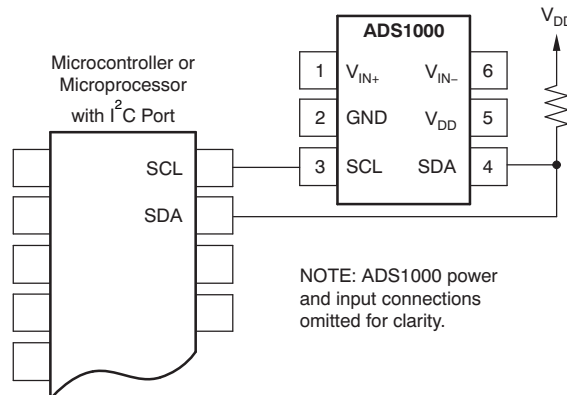 Microcontroller or
Microprocessor
with I²C Port
SCL
SDA
ADS1000
1 V_IN+ V_IN– 6
2 GND V_DD 5
3 SCL SDA 4
V_DD
NOTE: ADS1000 power
and input connections
omitted for clarity.